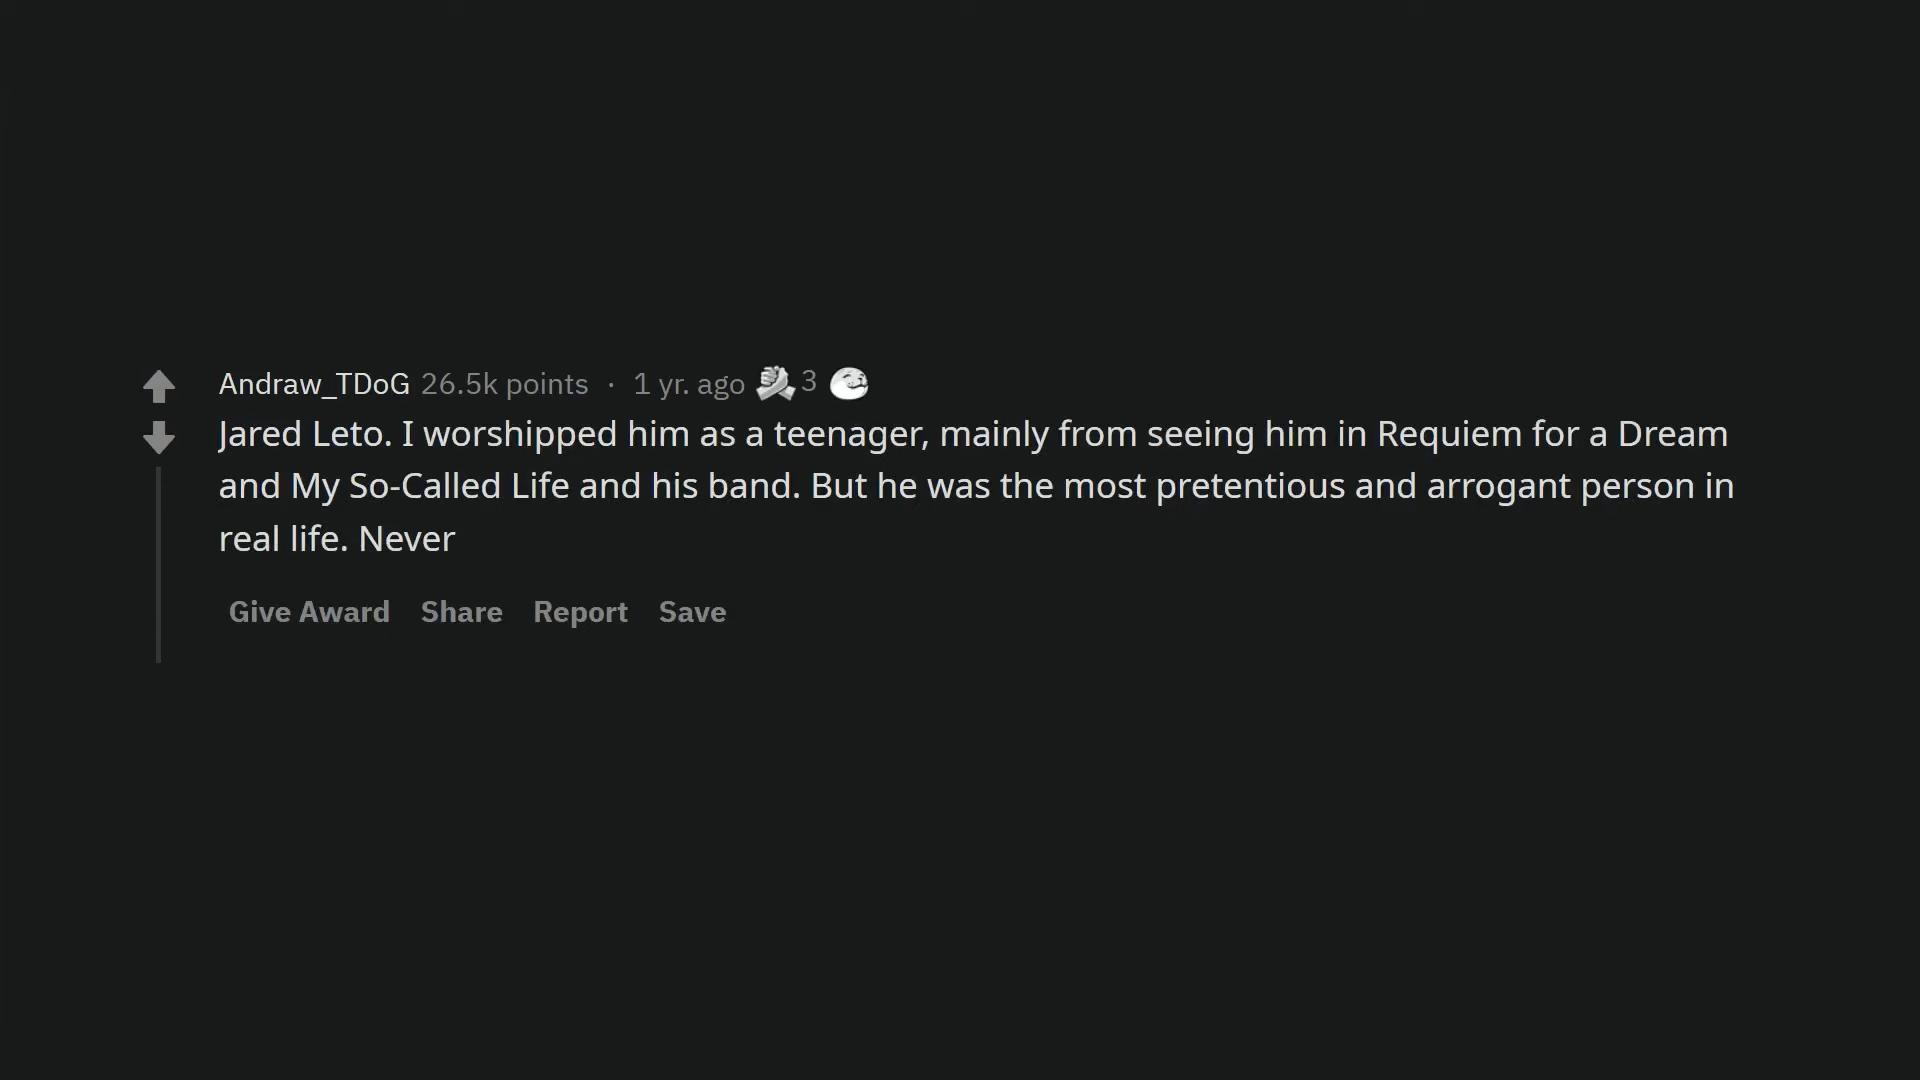 Andraw_TDoG 26.5k points · 1 yr. ago 3
Jared Leto. I worshipped him as a teenager, mainly from seeing him in Requiem for a Dream
and My So-Called Life and his band. But he was the most pretentious and arrogant person in
real life. Never
Give Award Share Report Save